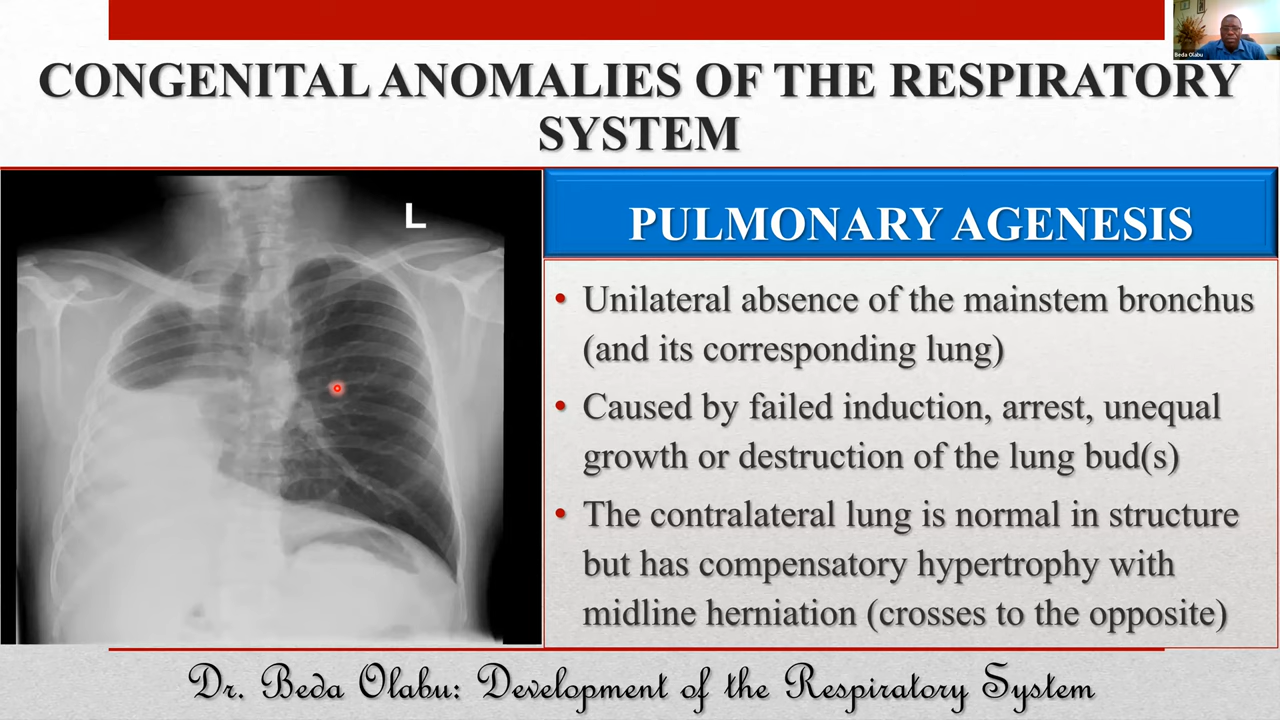 Beda Olabu
CONGENITAL ANOMALIES OF THE RESPIRATORY
SYSTEM
L
PULMONARY AGENESIS
• Unilateral absence of the mainstem bronchus
(and its corresponding lung)
• Caused by failed induction, arrest, unequal
growth or destruction of the lung bud(s)
• The contralateral lung is normal in structure
but has compensatory hypertrophy with
midline herniation (crosses to the opposite)
Dr. Beda Olabu: Development of the Respiratory System